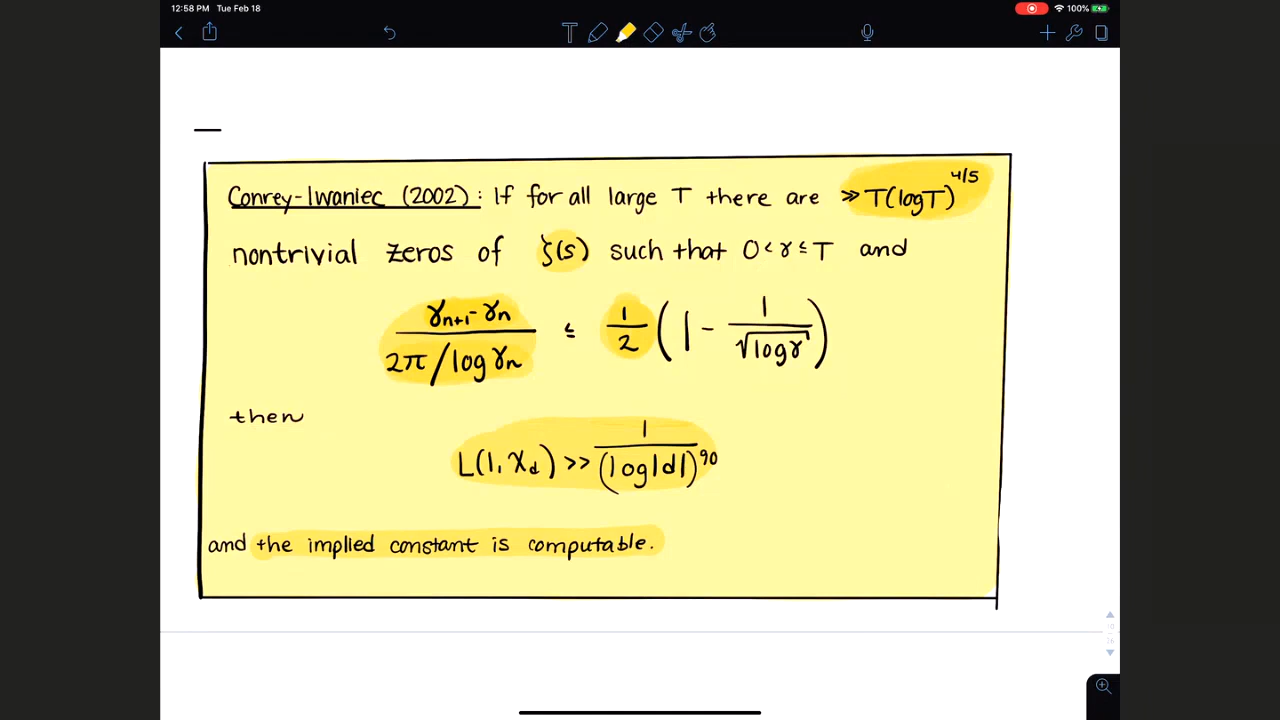 12:58 PM Tue Feb 18
100%
Conrey-Iwaniec (2002): If for all large T there are >> T(log T)^{4/5}
nontrivial zeros of ζ(s) such that 0 < γ ≤ T and
(γ_{n+1} - γ_n) / (2π / log γ_n) ≤ 1/2 (1 - 1/√(log γ))
then
L(1, χ_d) >> 1/(log|d|)^{90}
and the implied constant is computable.